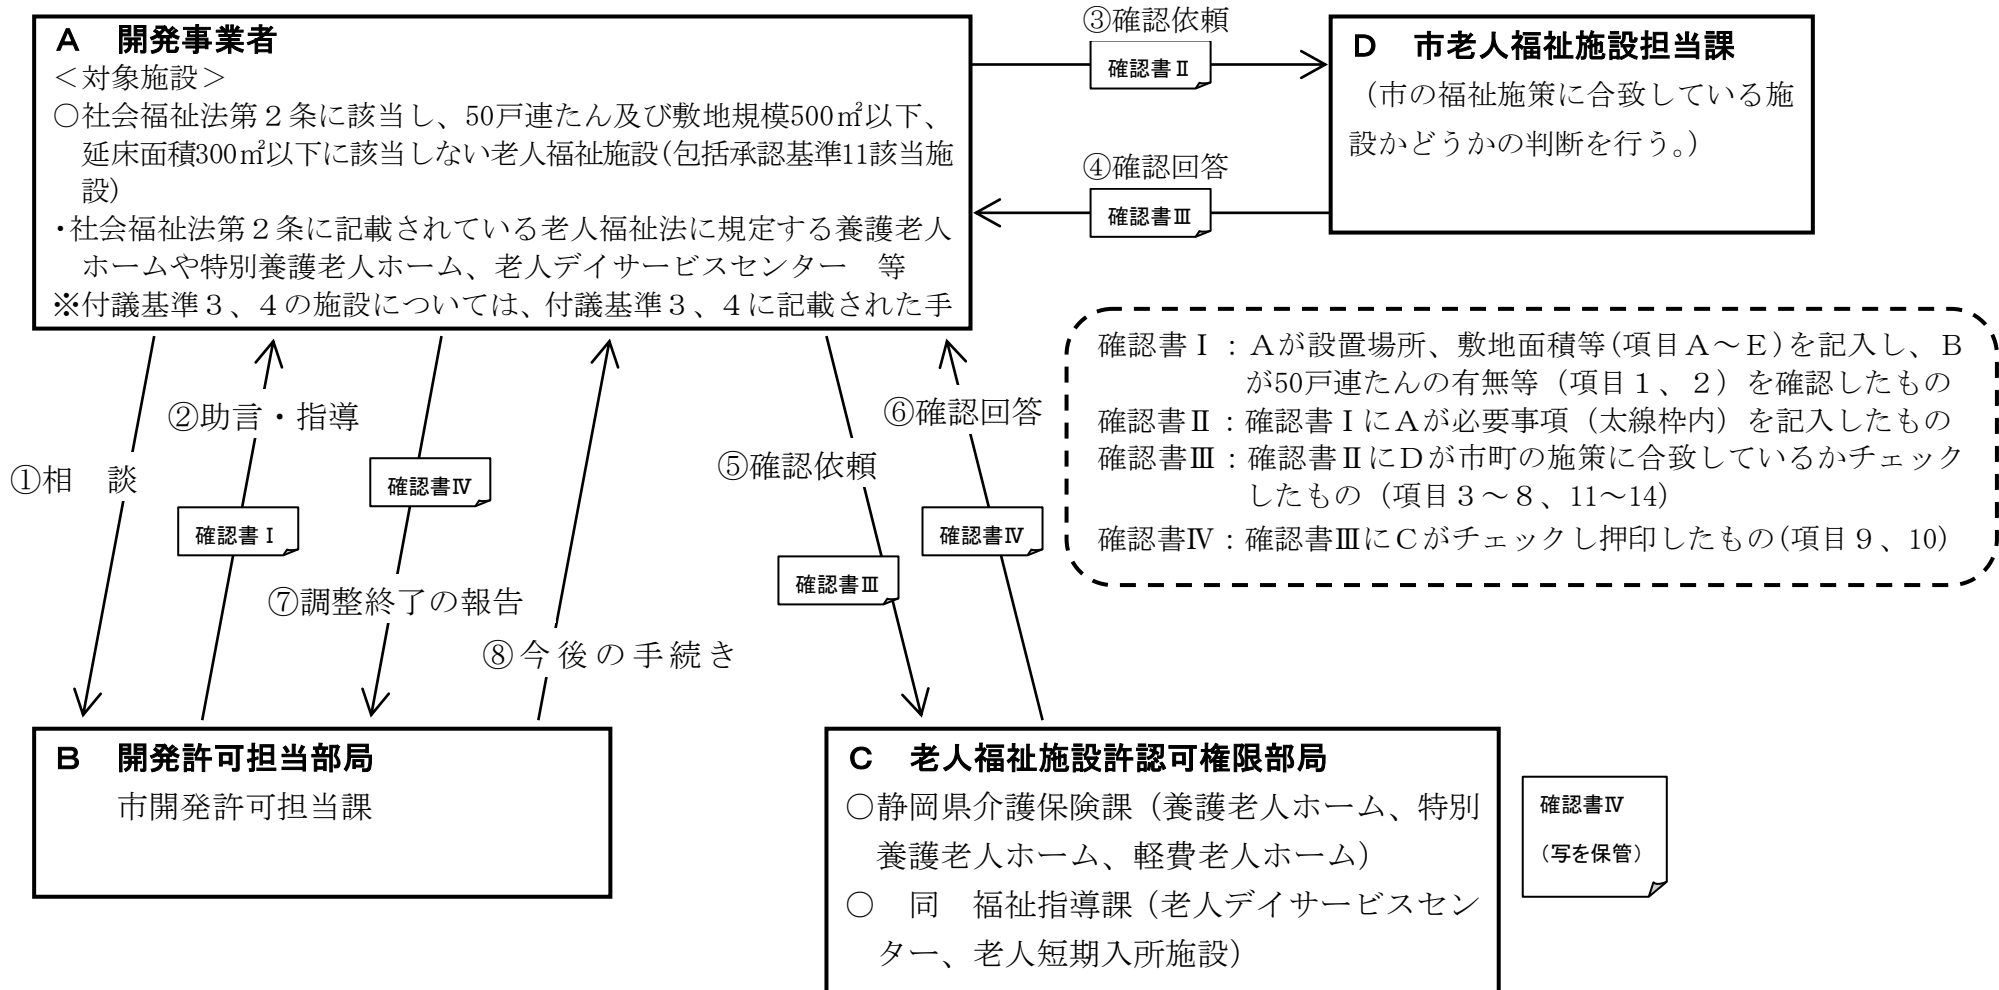 A 開発事業者
＜対象施設＞
○社会福祉法第２条に該当し、50戸連たん及び敷地規模500㎡以下、
延床面積300㎡以下に該当しない老人福祉施設(包括承認基準11該当施
設)
・社会福祉法第２条に記載されている老人福祉法に規定する養護老人
ホームや特別養護老人ホーム、老人デイサービスセンター　等
※付議基準３、４の施設については、付議基準３、４に記載された手
③確認依頼
確認書Ⅱ
④確認回答
確認書Ⅲ
D 市老人福祉施設担当課
（市の福祉施策に合致している施
設かどうかの判断を行う。）
確認書Ⅰ：Ａが設置場所、敷地面積等(項目Ａ～Ｅ)を記入し、Ｂ
が50戸連たんの有無等（項目１、２）を確認したもの
確認書Ⅱ：確認書ⅠにＡが必要事項（太線枠内）を記入したもの
確認書Ⅲ：確認書ⅡにＤが市町の施策に合致しているかチェック
したもの（項目３～８、11～14）
確認書Ⅳ：確認書ⅢにＣがチェックし押印したもの(項目９、10)
①相　談
②助言・指導
確認書Ⅰ
確認書Ⅳ
⑦調整終了の報告
⑧今後の手続き
⑤確認依頼
確認書Ⅲ
⑥確認回答
確認書Ⅳ
B 開発許可担当部局
市開発許可担当課
C 老人福祉施設許認可権限部局
○静岡県介護保険課（養護老人ホーム、特別
養護老人ホーム、軽費老人ホーム）
○　同　福祉指導課（老人デイサービスセン
ター、老人短期入所施設）
確認書Ⅳ
（写を保管）